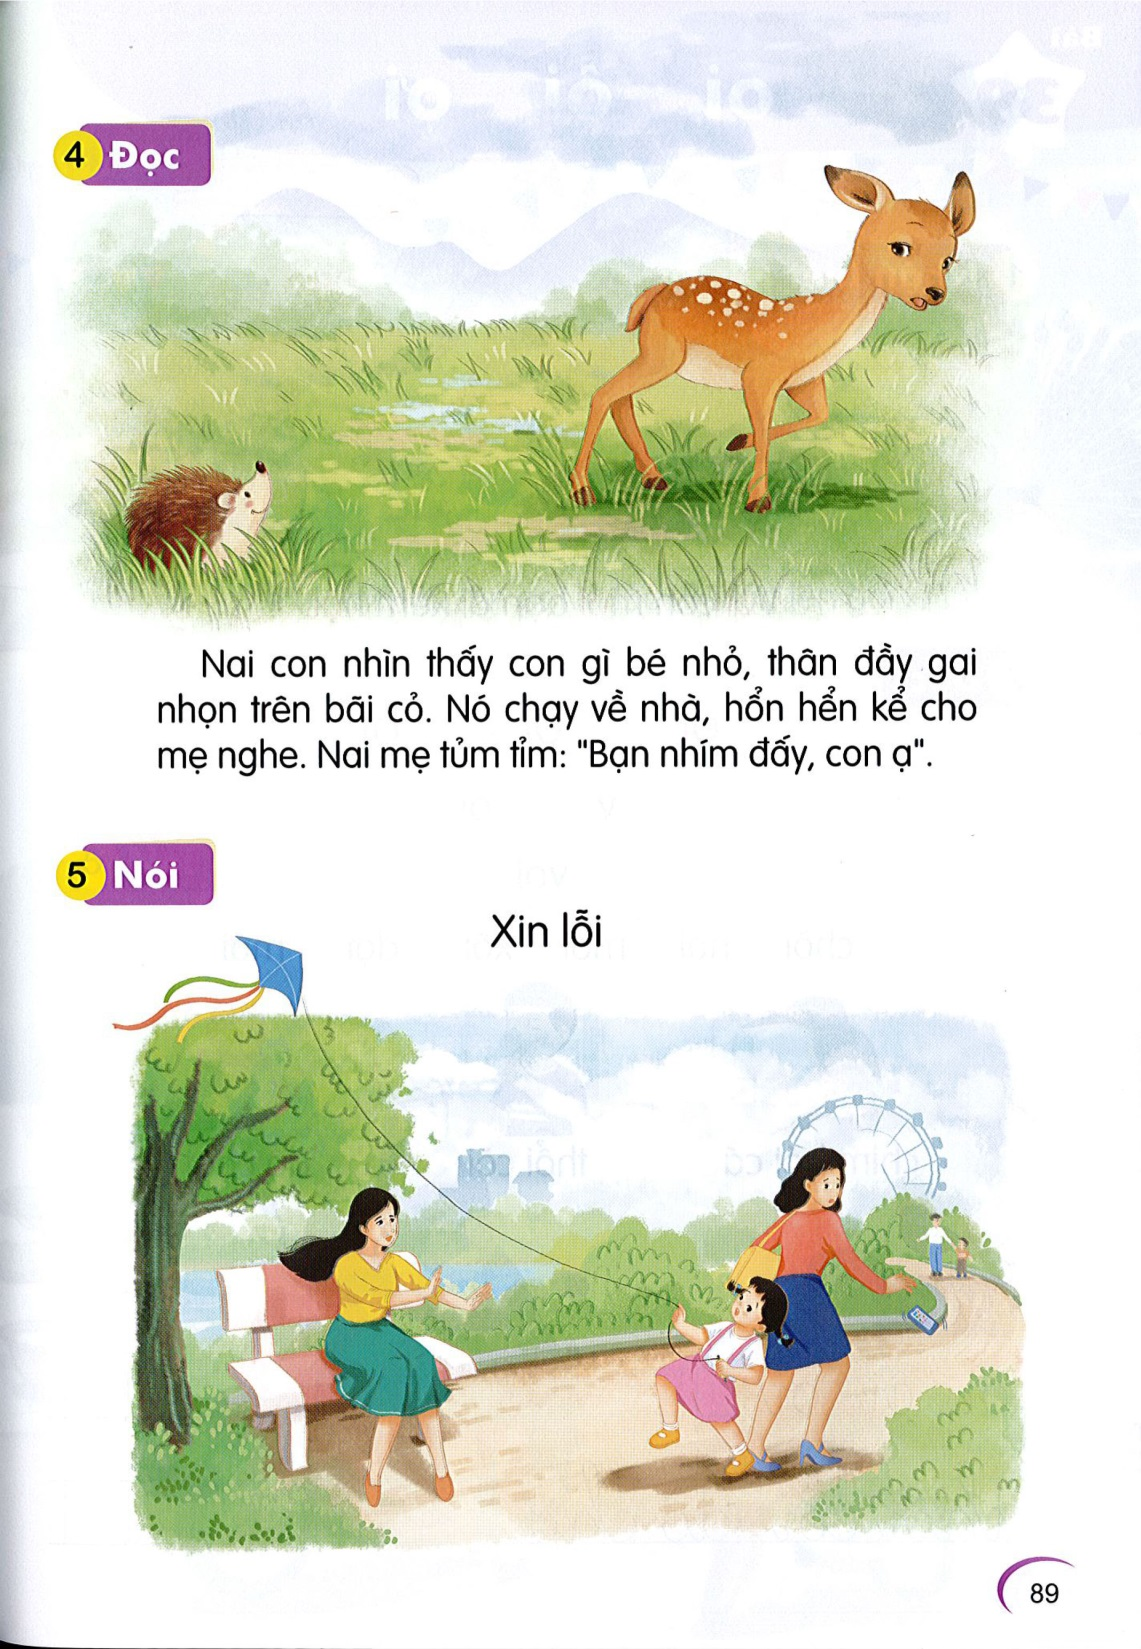 4 Đọc
Nai con nhìn thấy con gì bé nhỏ, thân đầy gai
nhọn trên bãi cỏ. Nó chạy về nhà, hổn hển kể cho
mẹ nghe. Nai mẹ tủm tỉm: "Bạn nhím đấy, con ạ".
5 Nói
Xin lỗi
89